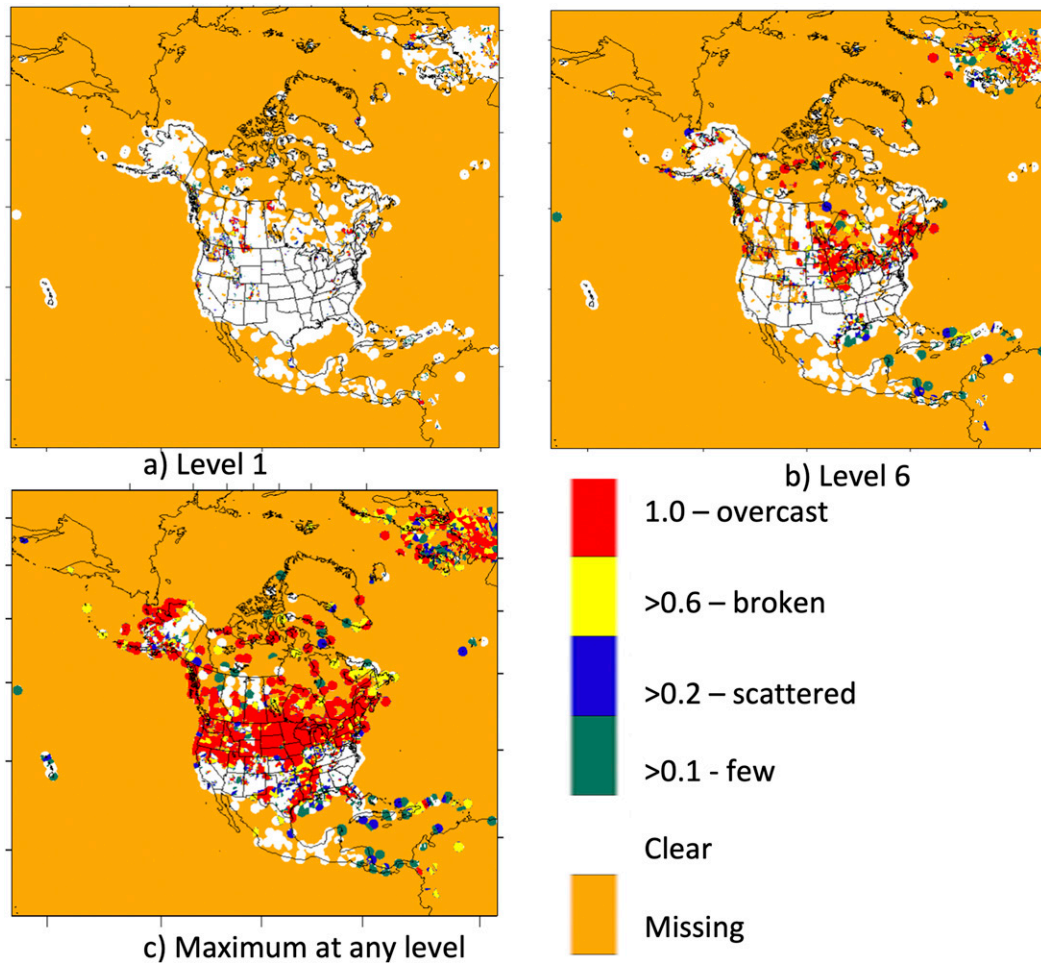 a) Level 1
b) Level 6
c) Maximum at any level
1.0 – overcast
>0.6 – broken
>0.2 – scattered
>0.1 - few
Clear
Missing